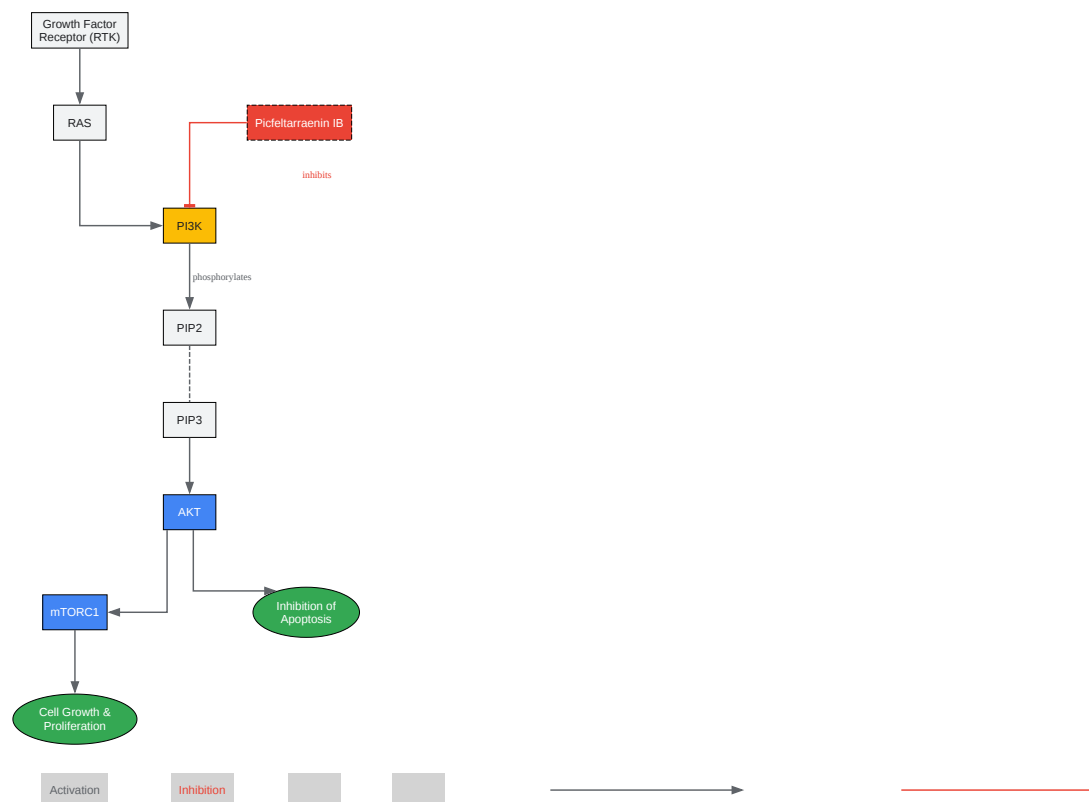 Growth Factor
Receptor (RTK)
RAS
Picfeltarraenin IB
inhibits
PI3K
phosphorylates
PIP2
PIP3
AKT
mTORC1
Inhibition of
Apoptosis
Cell Growth &
Proliferation
Activation
Inhibition